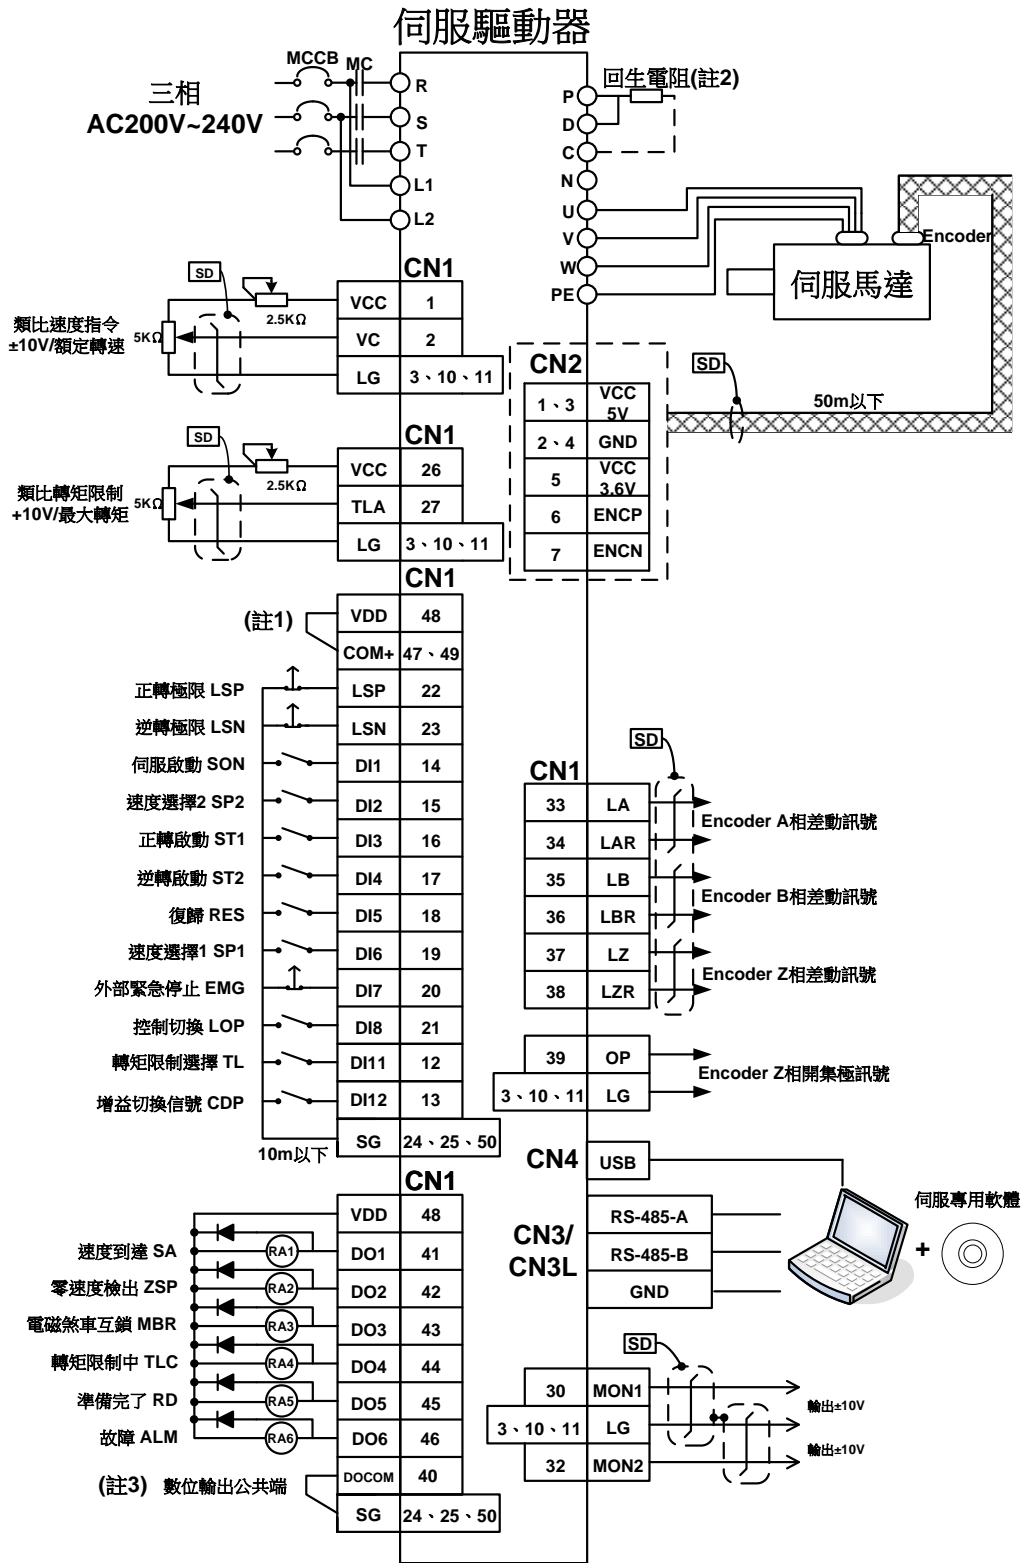 伺服驅動器
MCCB MC
三相
AC200V~240V
R
S
T
L1
L2
P
D
C
N
U
V
W
PE
回生電阻(註2)
Encoder
伺服馬達
CN1
SD
類比速度指令
±10V/額定轉速
5KΩ
2.5KΩ
VCC 1
VC 2
LG 3、10、11
CN2
1、3 VCC 5V
2、4 GND
5 VCC 3.6V
6 ENCP
7 ENCN
SD
50m以下
CN1
SD
類比轉矩限制
+10V/最大轉矩
5KΩ
2.5KΩ
VCC 26
TLA 27
LG 3、10、11
CN1
(註1)
VDD 48
COM+ 47、49
正轉極限 LSP LSP 22
逆轉極限 LSN LSN 23
伺服啟動 SON DI1 14
速度選擇2 SP2 DI2 15
正轉啟動 ST1 DI3 16
逆轉啟動 ST2 DI4 17
復歸 RES DI5 18
速度選擇1 SP1 DI6 19
外部緊急停止 EMG DI7 20
控制切換 LOP DI8 21
轉矩限制選擇 TL DI11 12
增益切換信號 CDP DI12 13
10m以下 SG 24、25、50
SD
CN1
33 LA
34 LAR
Encoder A相差動訊號
35 LB
36 LBR
Encoder B相差動訊號
37 LZ
38 LZR
Encoder Z相差動訊號
39 OP
3、10、11 LG
Encoder Z相開集極訊號
CN4 USB
CN3/
CN3L
RS-485-A
RS-485-B
GND
伺服專用軟體
+
CN1
VDD 48
速度到達 SA RA1 DO1 41
零速度檢出 ZSP RA2 DO2 42
電磁煞車互鎖 MBR RA3 DO3 43
轉矩限制中 TLC RA4 DO4 44
準備完了 RD RA5 DO5 45
故障 ALM RA6 DO6 46
(註3) 數位輸出公共端 DOCOM 40
SG 24、25、50
SD
30 MON1
輸出±10V
3、10、11 LG
輸出±10V
32 MON2